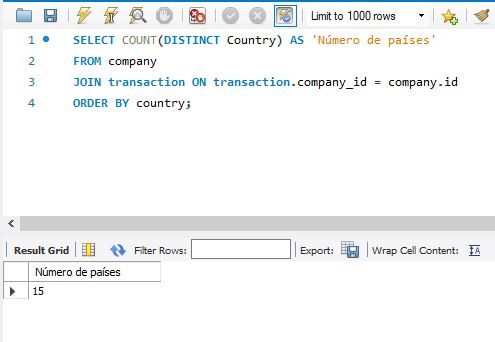 Limit to 1000 rows
1 SELECT COUNT(DISTINCT Country) AS 'Número de países'
2 FROM company
3 JOIN transaction ON transaction.company_id = company.id
4 ORDER BY country;
Result Grid Filter Rows: Export: Wrap Cell Content: IA
Número de países
15